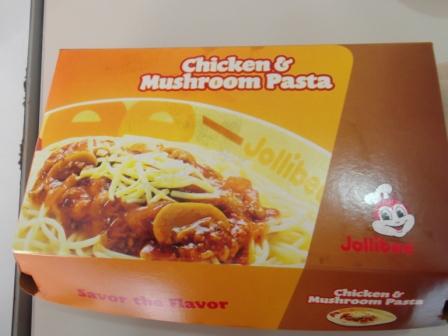 Chicken &
Mushroom Pasta
Jollibee
Jollibee
Savor the Flavor
Chicken &
Mushroom Pasta